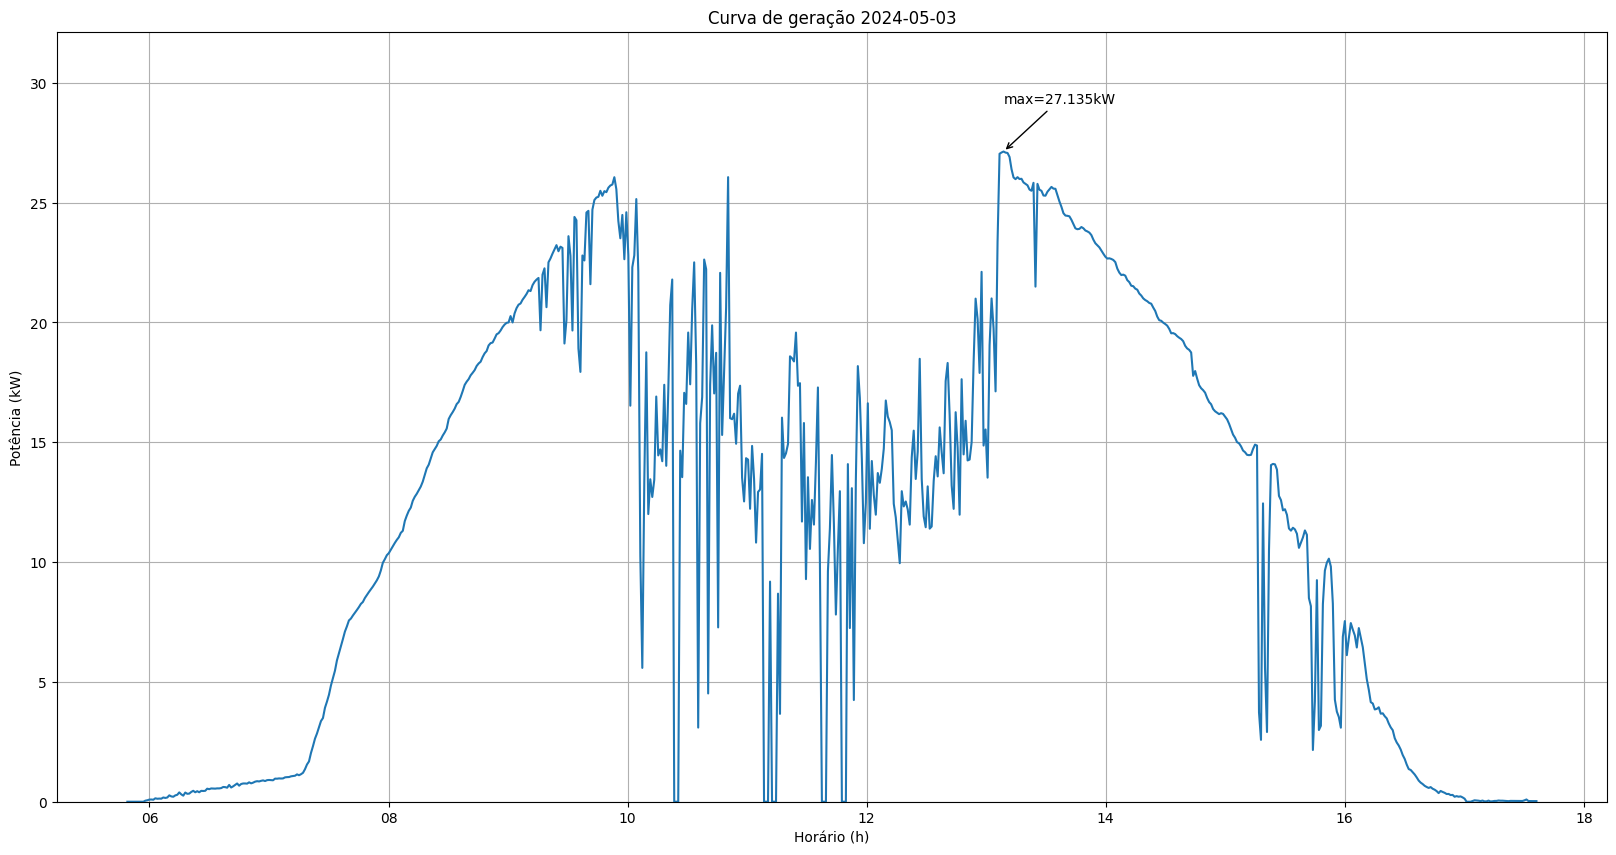 Curva de geração 2024-05-03
max=27.135kW
Potência (kW)
30
25
20
15
10
5
0
06 08 10 12 14 16 18
Horário (h)